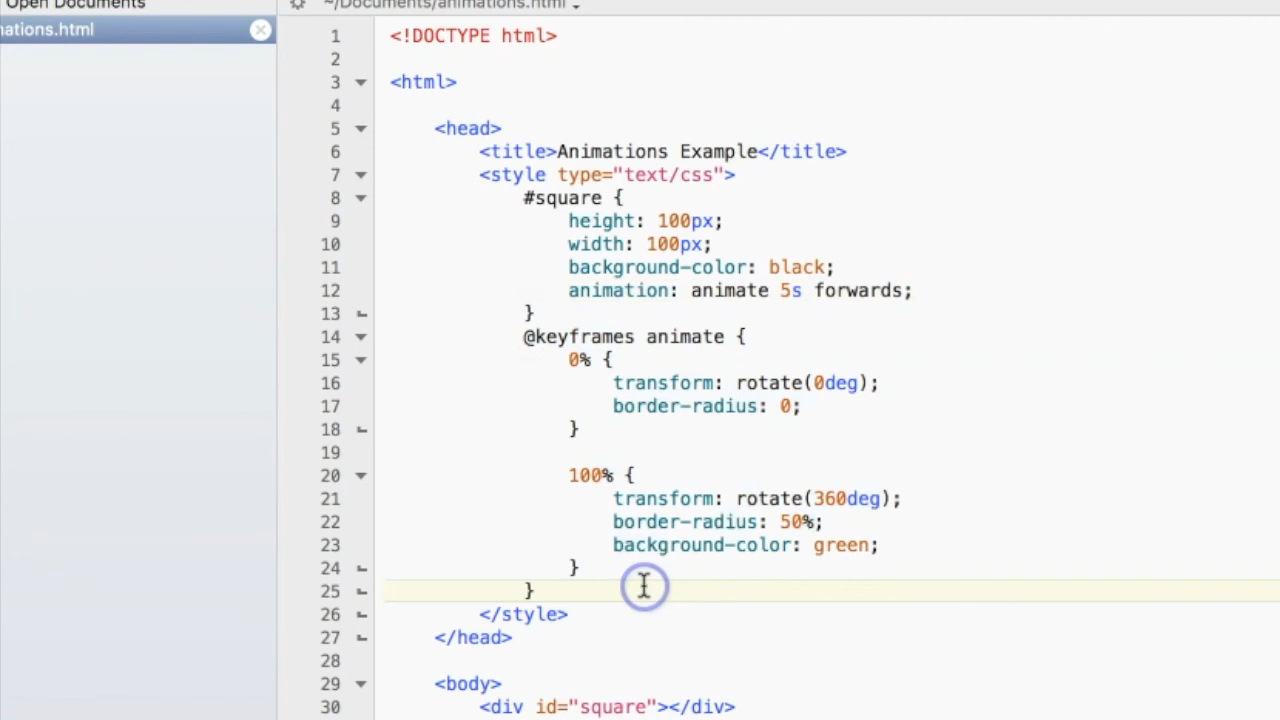 Open Documents
~/Documents/animations.html
ations.html
1 <!DOCTYPE html>
2
3 <html>
4
5 <head>
6 <title>Animations Example</title>
7 <style type="text/css">
8 #square {
9 height: 100px;
10 width: 100px;
11 background-color: black;
12 animation: animate 5s forwards;
13 }
14 @keyframes animate {
15 0% {
16 transform: rotate(0deg);
17 border-radius: 0;
18 }
19
20 100% {
21 transform: rotate(360deg);
22 border-radius: 50%;
23 background-color: green;
24 }
25 }
26 </style>
27 </head>
28
29 <body>
30 <div id="square"></div>